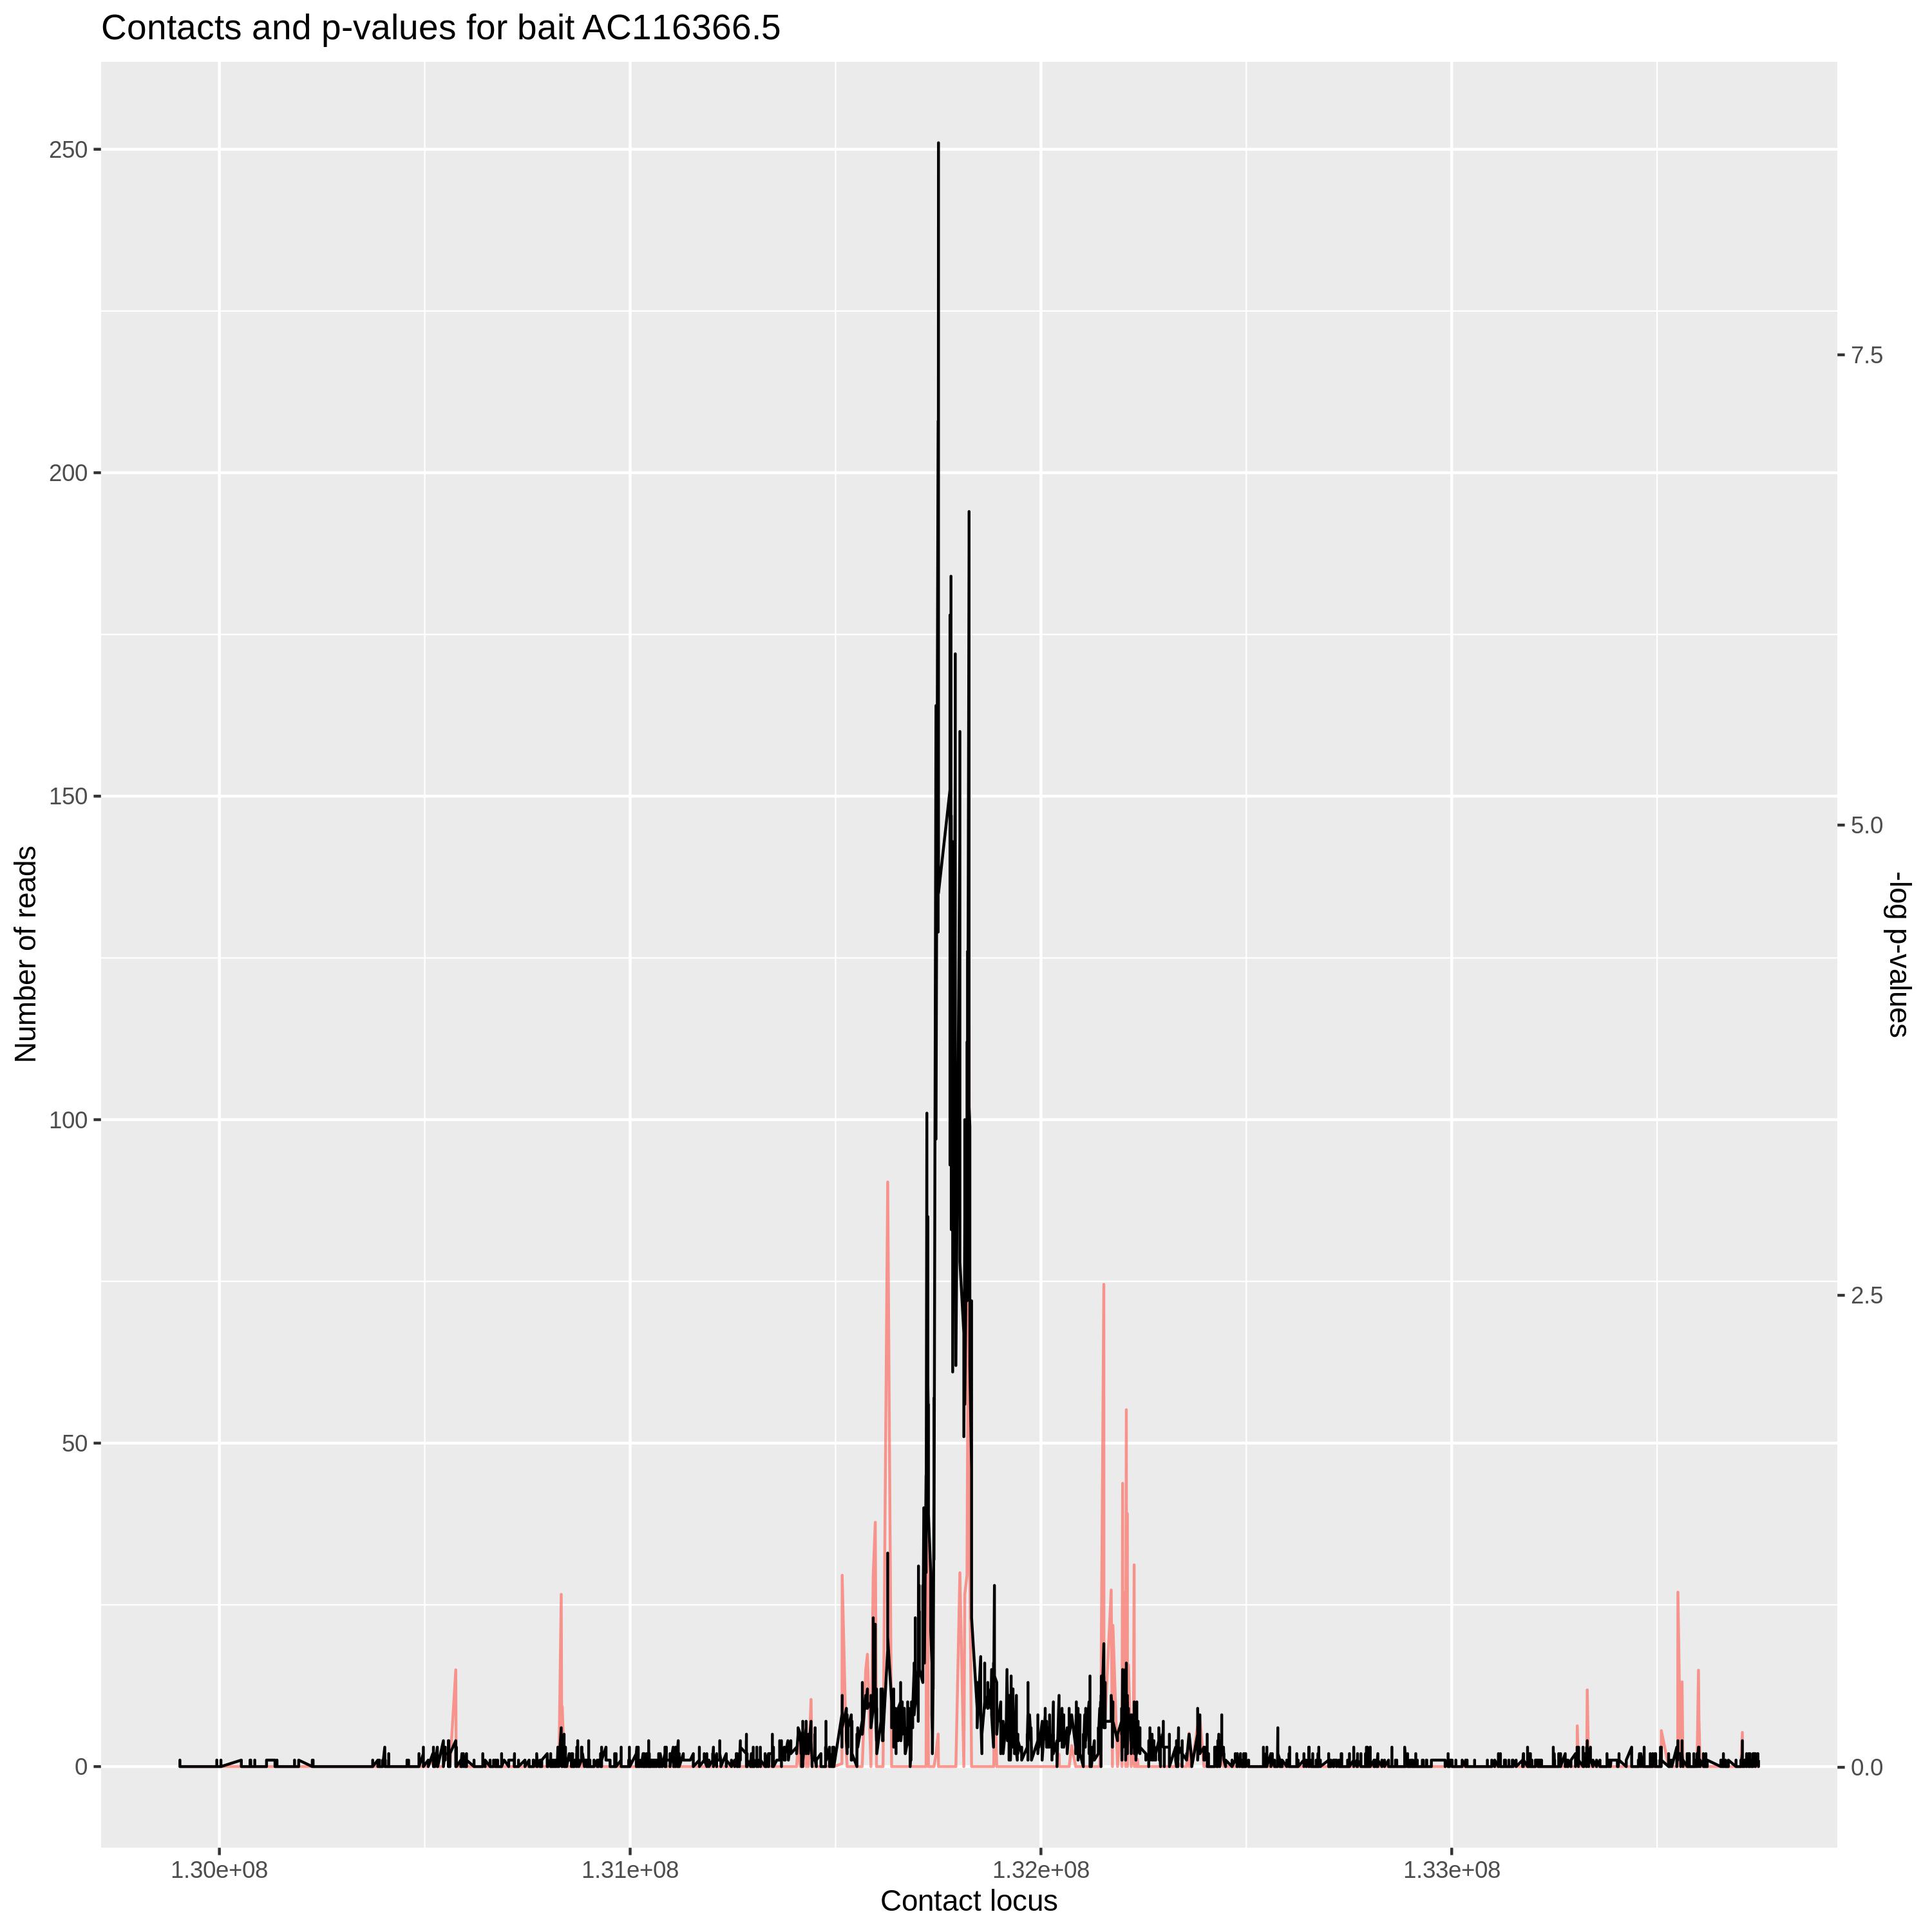 Contacts and p-values for bait AC116366.5
250
200
150
100
50
0
Number of reads
7.5
5.0
2.5
0.0
-log p-values
1.30e+08 1.31e+08 1.32e+08 1.33e+08
Contact locus